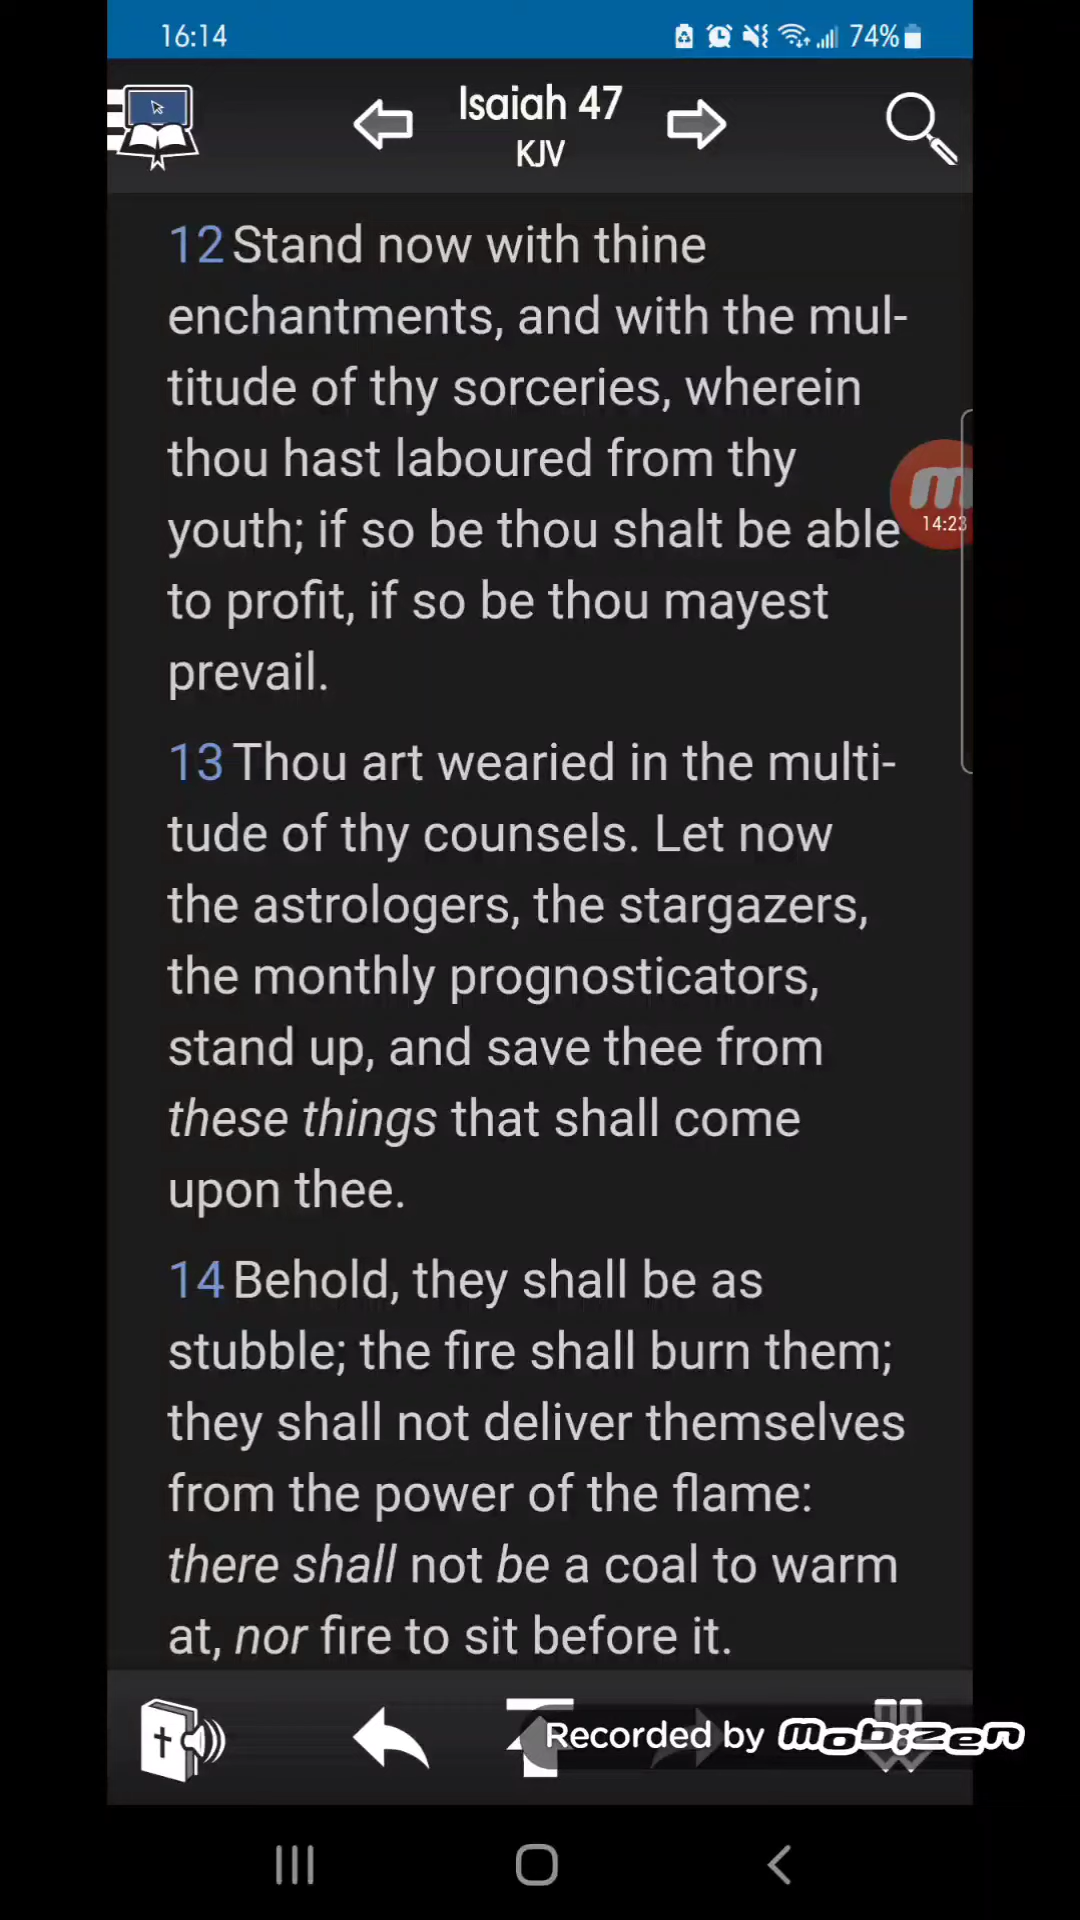 16:14
74%
Isaiah 47
KJV
12 Stand now with thine
enchantments, and with the mul-
titude of thy sorceries, wherein
thou hast laboured from thy
youth; if so be thou shalt be able
to profit, if so be thou mayest
prevail.
m
14:23
13 Thou art wearied in the multi-
tude of thy counsels. Let now
the astrologers, the stargazers,
the monthly prognosticators,
stand up, and save thee from
these things that shall come
upon thee.
14 Behold, they shall be as
stubble; the fire shall burn them;
they shall not deliver themselves
from the power of the flame:
there shall not be a coal to warm
at, nor fire to sit before it.
Recorded by Mobizen